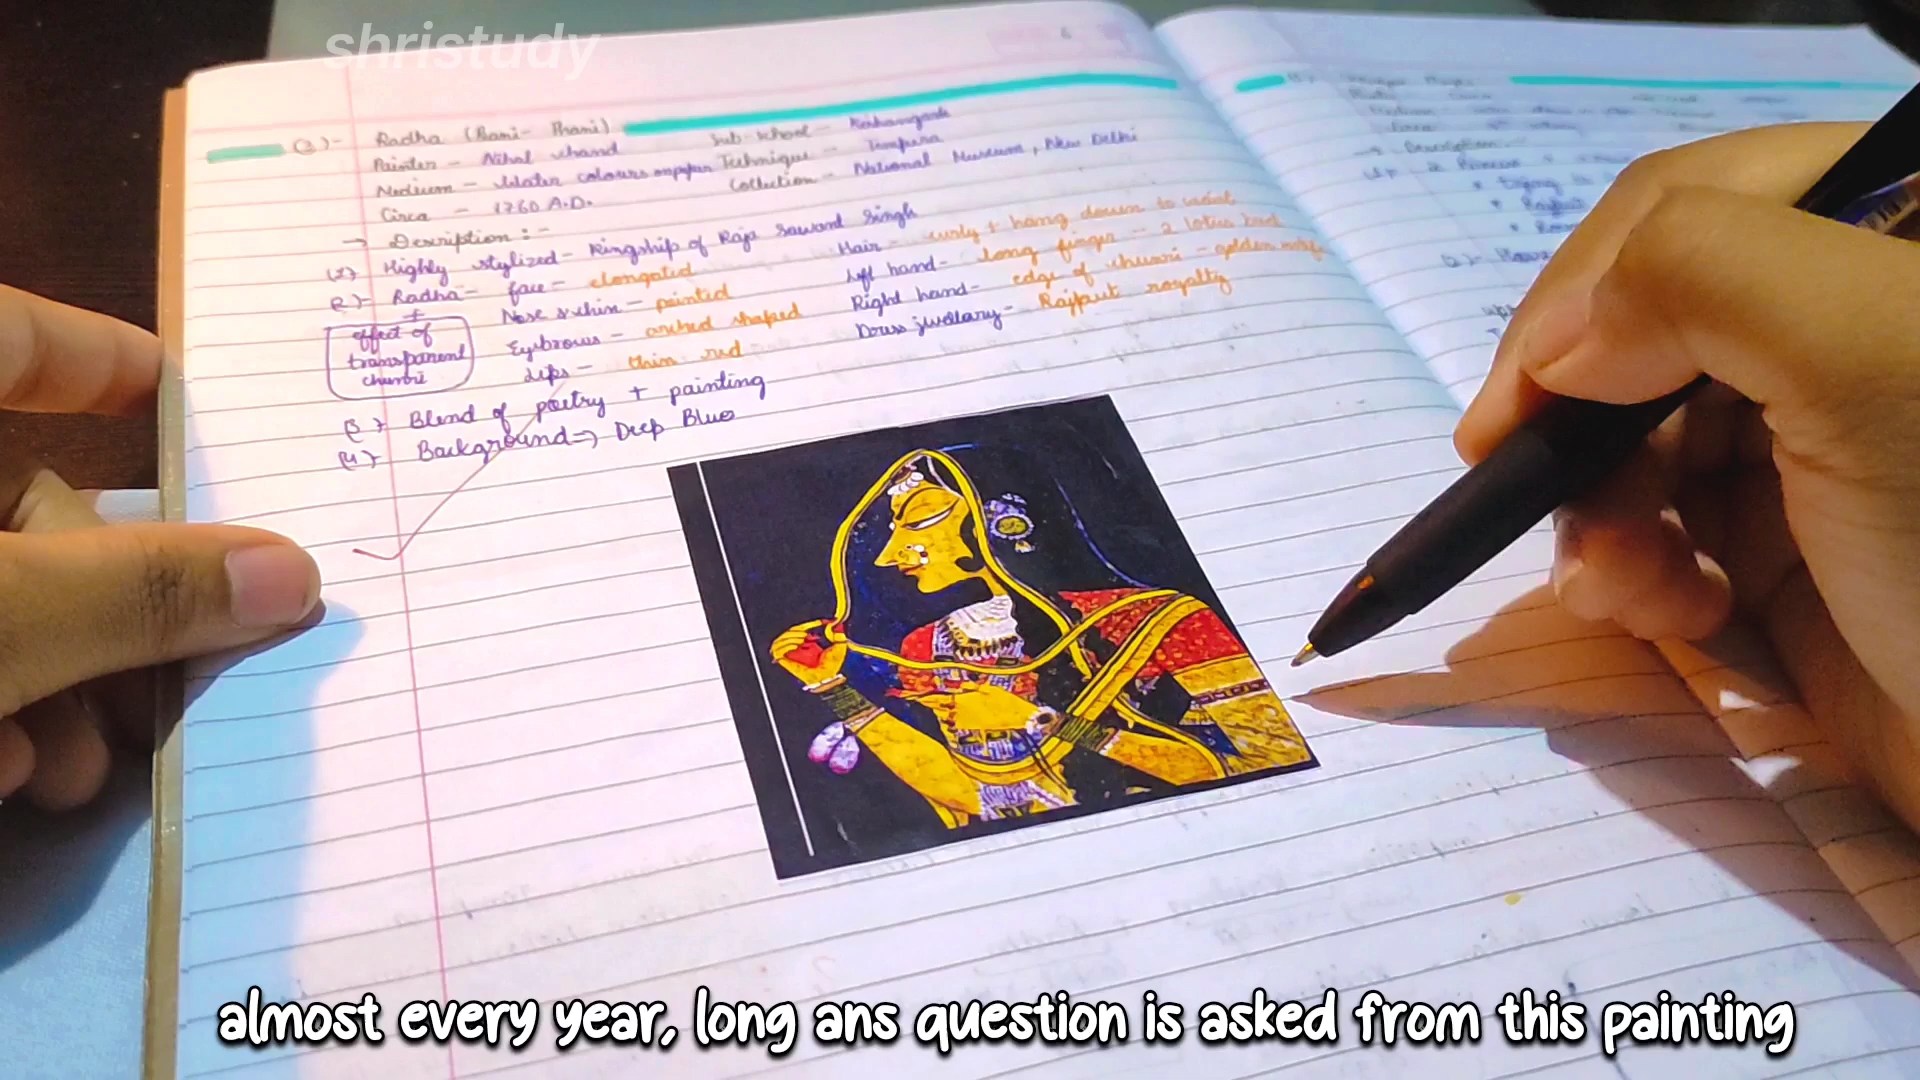 shristudy
(3)- Radha (Bani- Thani) Sub-school - Kishangarh
Painter - Nihal chand Technique - Tempera
Medium - Water colours on paper Collection - National Museum, New Delhi
Circa - 1760 A.D.
→ Description :-
Highly stylized - Kingship of Raja Sawant Singh
Radha - face - elongated
+
effect of
transparent
chunri
Nose & chin - pointed
Eyebrows - arched shaped
Lips - thin red
Hair - curly + hang down to waist
Left hand - long finger - 2 lotus bud
Right hand - edge of chunri - golden
Dress jwellary - Rajput royalty
Blend of poetry + painting
Background ⇒ Deep Blue
→ Description
almost every year, long ans question is asked from this painting